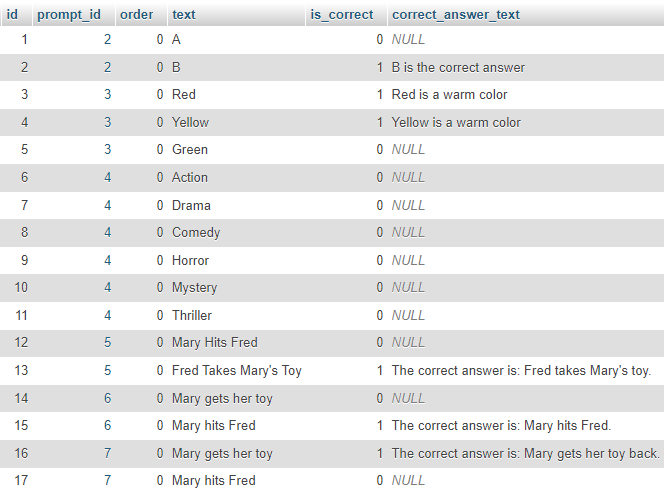 id prompt_id order text is_correct correct_answer_text
1 2 0 A 0 NULL
2 2 0 B 1 B is the correct answer
3 3 0 Red 1 Red is a warm color
4 3 0 Yellow 1 Yellow is a warm color
5 3 0 Green 0 NULL
6 4 0 Action 0 NULL
7 4 0 Drama 0 NULL
8 4 0 Comedy 0 NULL
9 4 0 Horror 0 NULL
10 4 0 Mystery 0 NULL
11 4 0 Thriller 0 NULL
12 5 0 Mary Hits Fred 0 NULL
13 5 0 Fred Takes Mary's Toy 1 The correct answer is: Fred takes Mary's toy.
14 6 0 Mary gets her toy 0 NULL
15 6 0 Mary hits Fred 1 The correct answer is: Mary hits Fred.
16 7 0 Mary gets her toy 1 The correct answer is: Mary gets her toy back.
17 7 0 Mary hits Fred 0 NULL